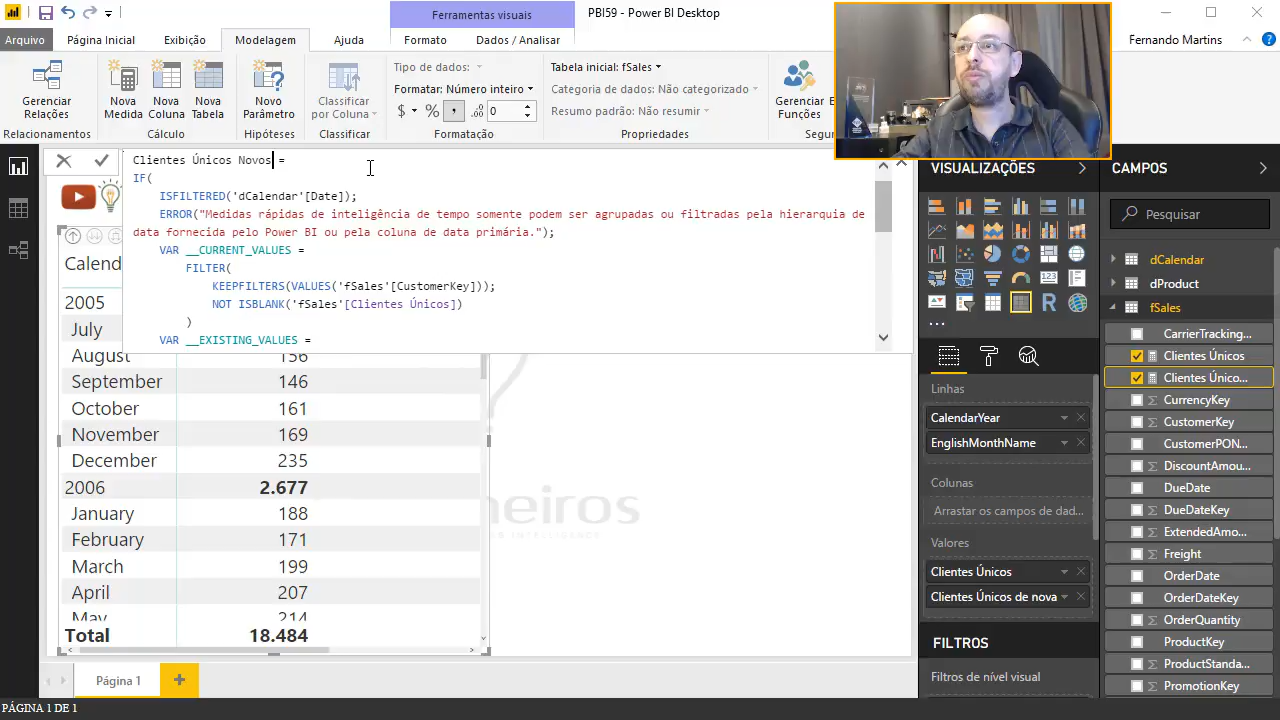 Ferramentas visuais
PBI59 - Power BI Desktop
Arquivo
Página Inicial
Exibição
Modelagem
Ajuda
Formato
Dados / Analisar
Fernando Martins
Gerenciar Relações
Nova Medida
Nova Coluna
Nova Tabela
Novo Parâmetro
Classificar por Coluna
Tipo de dados:
Formatar: Número inteiro
$ % , .00 0
Tabela inicial: fSales
Categoria de dados: Não categorizado
Resumo padrão: Não resumir
Gerenciar Funções
Relacionamentos
Cálculo
Hipóteses
Classificar
Formatação
Propriedades
Segur
Clientes Únicos Novos =
IF(
ISFILTERED('dCalendar'[Date]);
ERROR("Medidas rápidas de inteligência de tempo somente podem ser agrupadas ou filtradas pela hierarquia de
data fornecida pelo Power BI ou pela coluna de data primária.");
VAR __CURRENT_VALUES =
FILTER(
KEEPFILTERS(VALUES('fSales'[CustomerKey]));
NOT ISBLANK('fSales'[Clientes Únicos])
)
VAR __EXISTING_VALUES =
Calend
2005
July
August 156
September 146
October 161
November 169
December 235
2006 2.677
January 188
February 171
March 199
April 207
May 214
Total 18.484
neiros
VISUALIZAÇÕES
Linhas
CalendarYear
EnglishMonthName
Colunas
Arrastar os campos de dad...
Valores
Clientes Únicos
Clientes Únicos de nova
FILTROS
Filtros de nível visual
CAMPOS
Pesquisar
dCalendar
dProduct
fSales
CarrierTracking...
Clientes Únicos
Clientes Único...
CurrencyKey
CustomerKey
CustomerPON...
DiscountAmou...
DueDate
DueDateKey
ExtendedAmo...
Freight
OrderDate
OrderDateKey
OrderQuantity
ProductKey
ProductStanda...
PromotionKey
Página 1
PÁGINA 1 DE 1